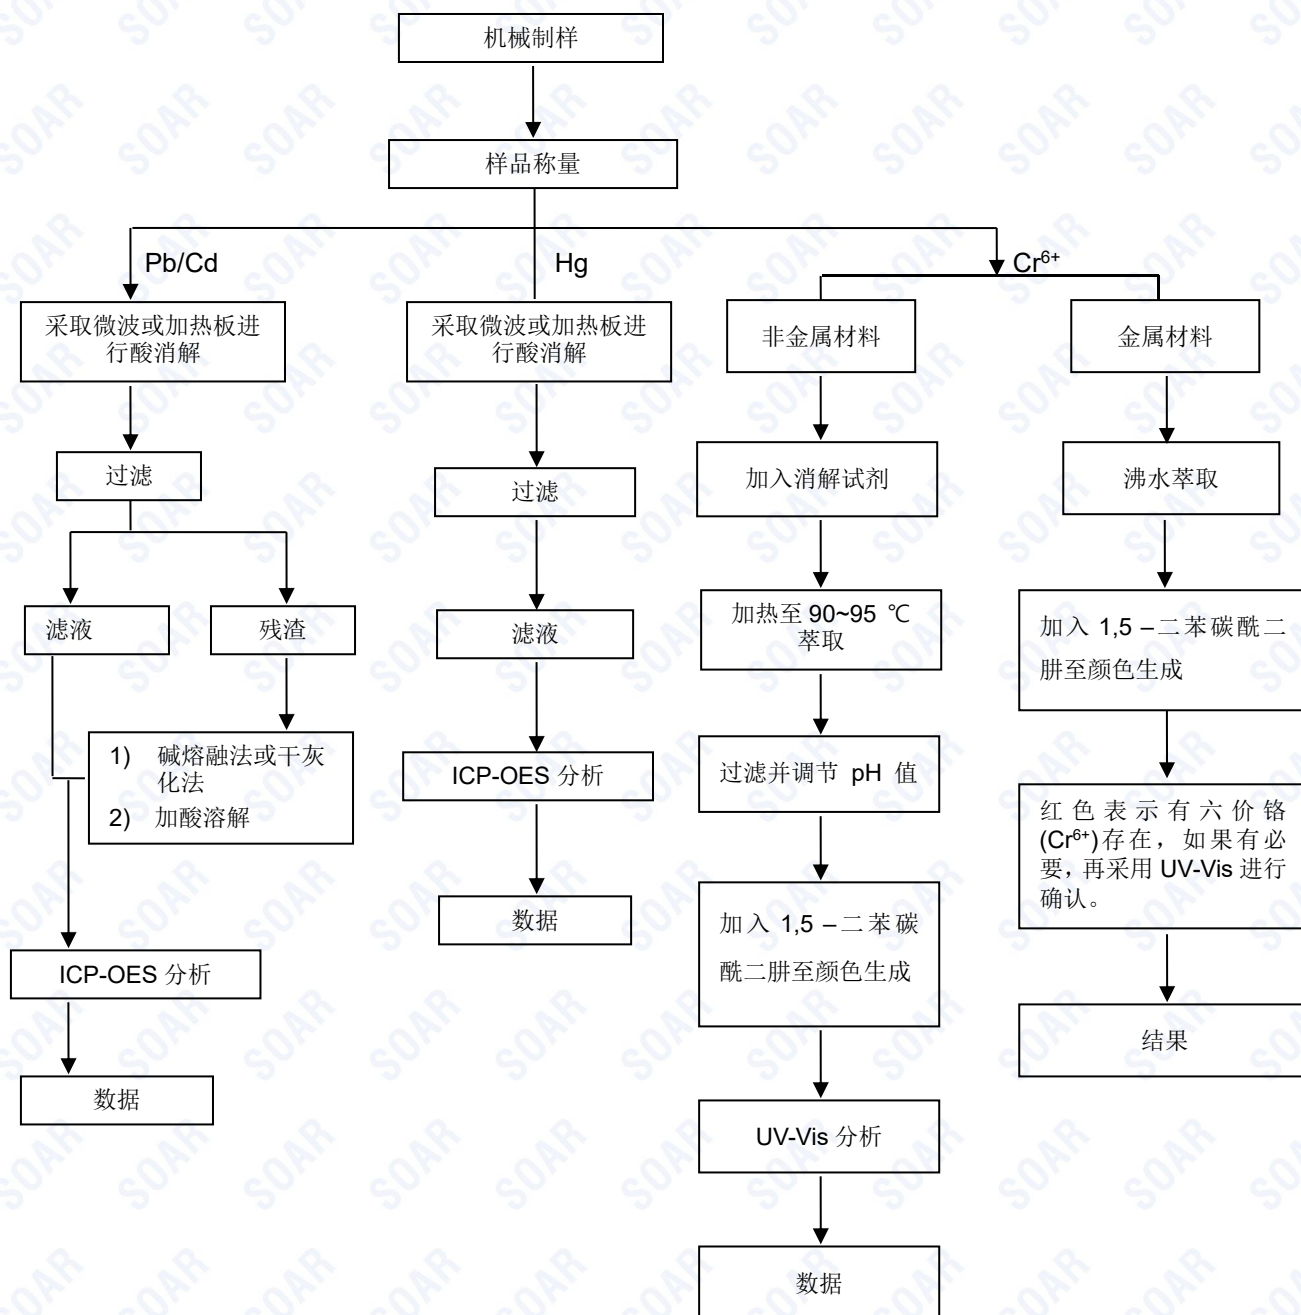 机械制样
样品称量
Pb/Cd
Hg
Cr⁶⁺
采取微波或加热板进
行酸消解
过滤
滤液
残渣
1) 碱熔融法或干灰
化法
2) 加酸溶解
ICP-OES 分析
数据
采取微波或加热板进
行酸消解
过滤
滤液
ICP-OES 分析
数据
非金属材料
加入消解试剂
加热至 90~95 ℃
萃取
过滤并调节 pH 值
加入 1,5 –二苯碳
酰二肼至颜色生成
UV-Vis 分析
数据
金属材料
沸水萃取
加入 1,5 –二苯碳酰二
肼至颜色生成
红色表示有六价铬
(Cr⁶⁺)存在，如果有必
要，再采用 UV-Vis 进行
确认。
结果
SOAR